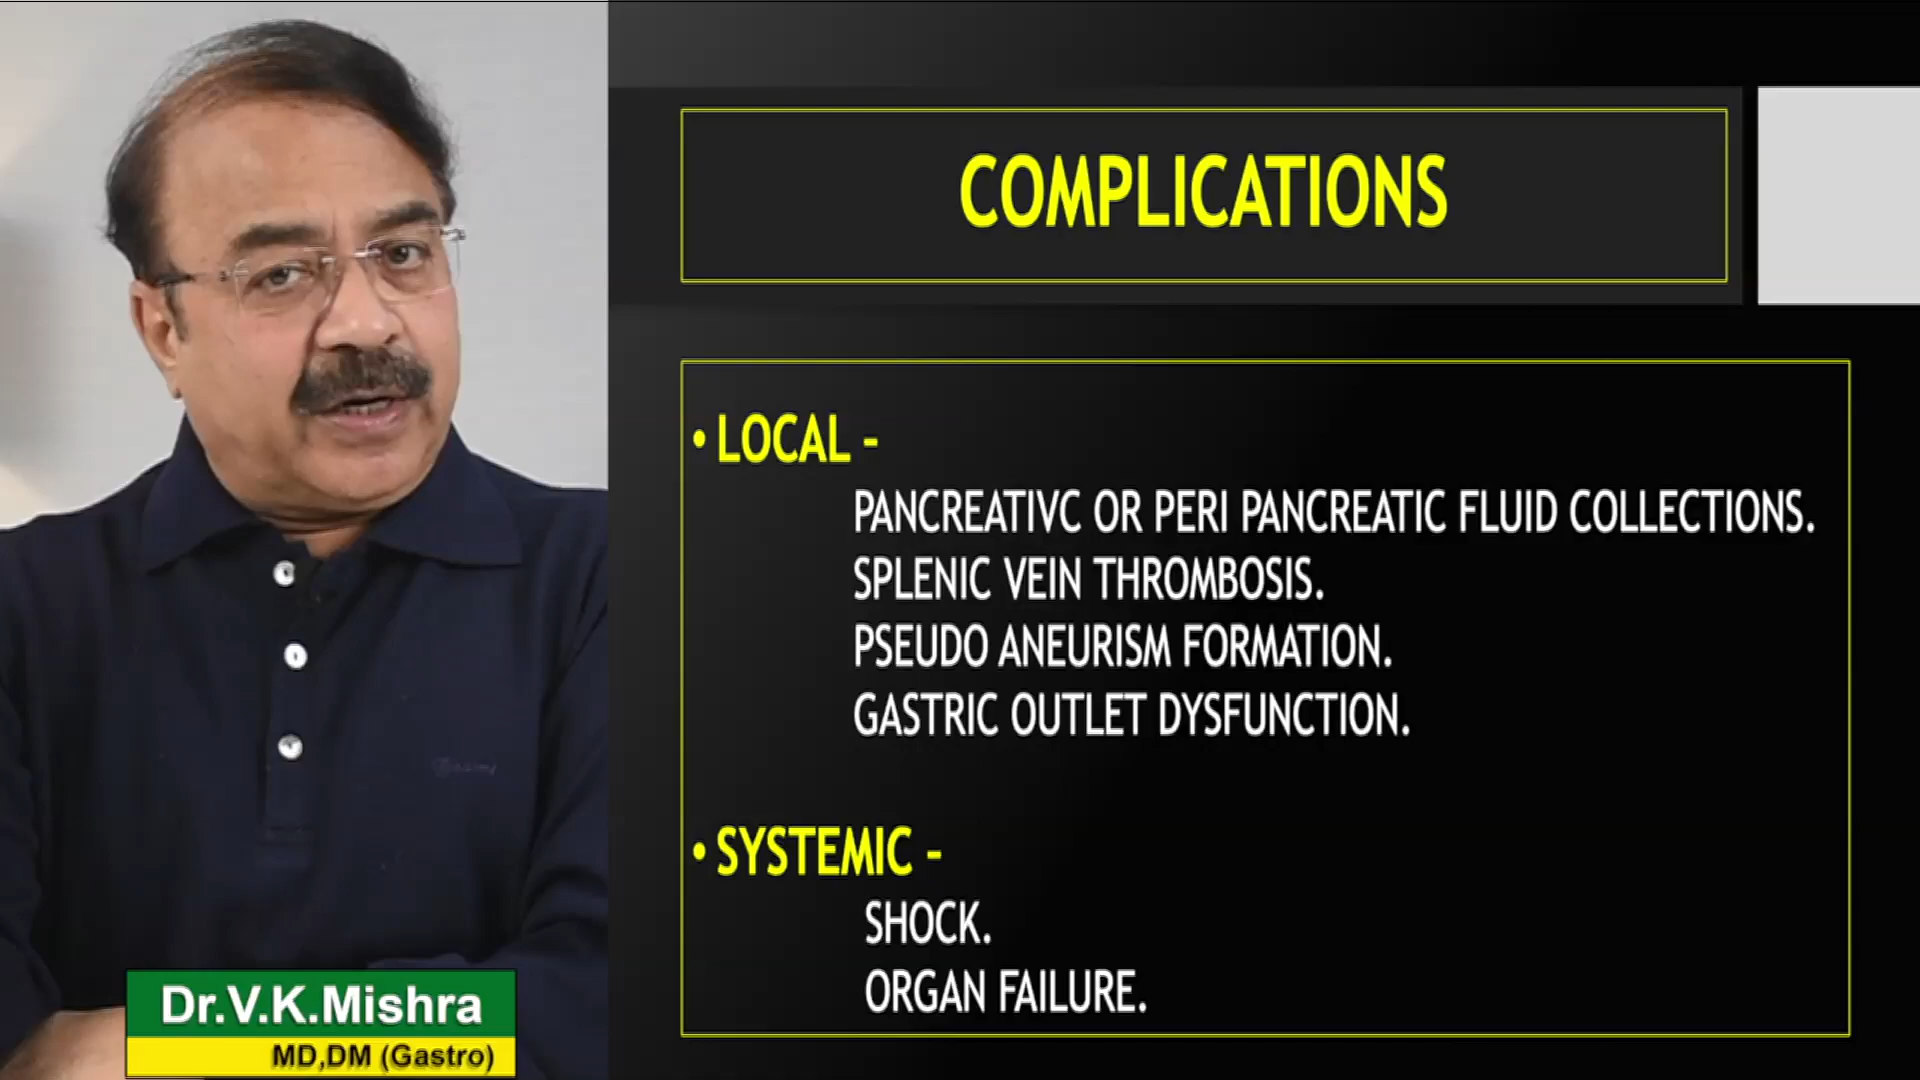 COMPLICATIONS
• LOCAL -
PANCREATIVC OR PERI PANCREATIC FLUID COLLECTIONS.
SPLENIC VEIN THROMBOSIS.
PSEUDO ANEURISM FORMATION.
GASTRIC OUTLET DYSFUNCTION.
• SYSTEMIC -
SHOCK.
ORGAN FAILURE.
Dr.V.K.Mishra
MD,DM (Gastro)